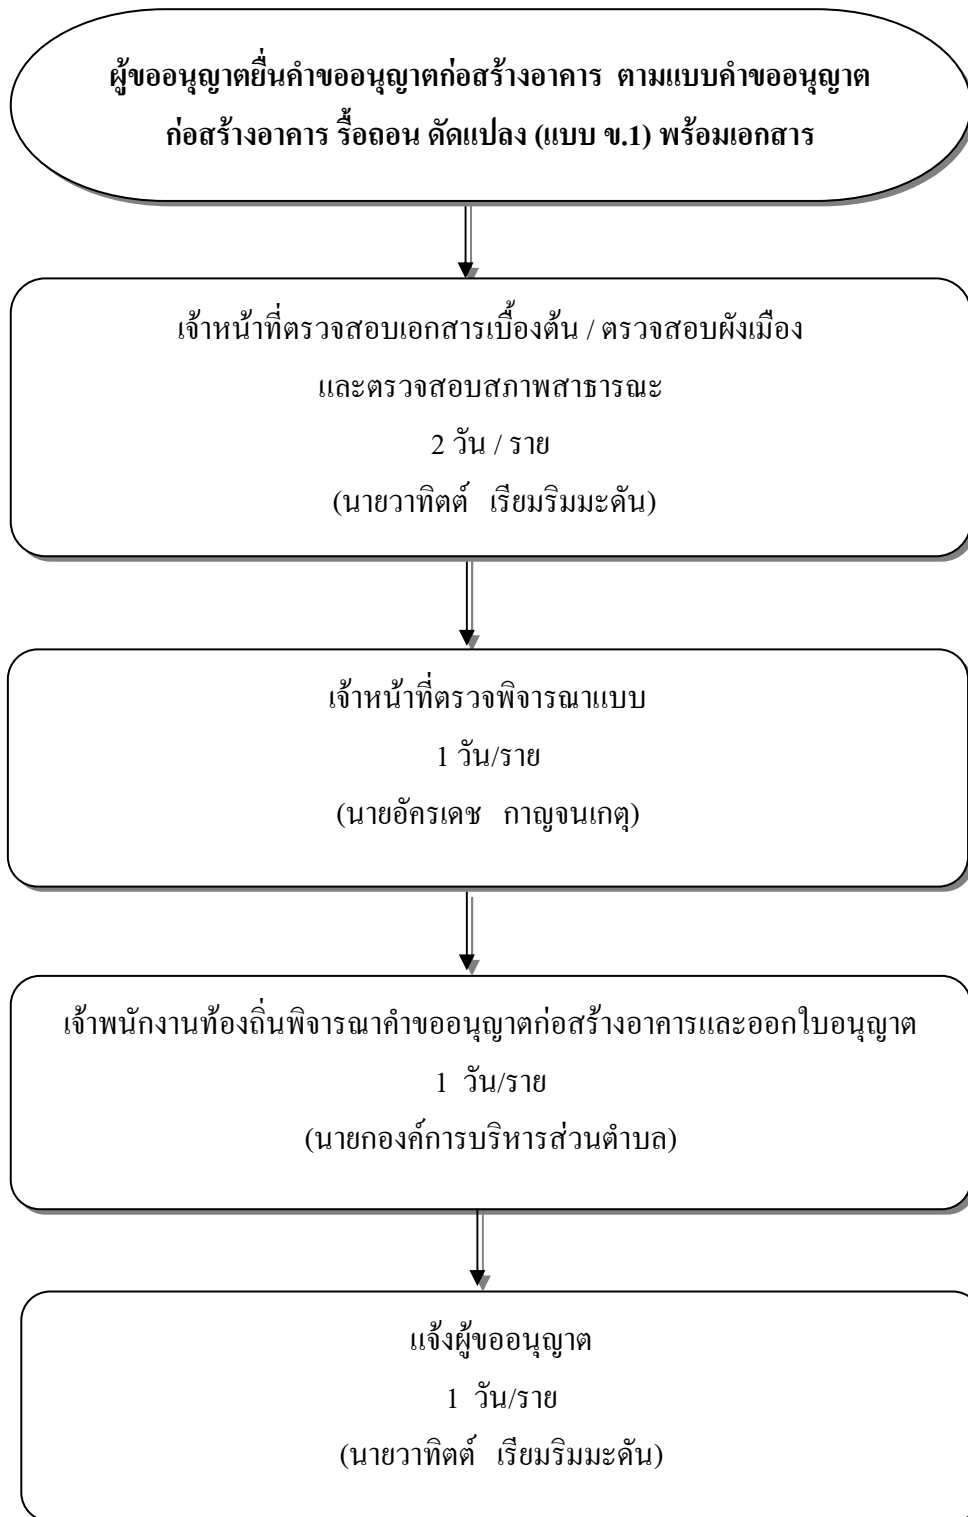 ผู้ขออนุญาตยื่นคำขออนุญาตก่อสร้างอาคาร ตามแบบคำขออนุญาต
ก่อสร้างอาคาร รื้อถอน ดัดแปลง (แบบ ข.1) พร้อมเอกสาร
เจ้าหน้าที่ตรวจสอบเอกสารเบื้องต้น / ตรวจสอบผังเมือง
และตรวจสอบสภาพสาธารณะ
2 วัน / ราย
(นายวาทิตต์ เรียมริมมะดัน)
เจ้าหน้าที่ตรวจพิจารณาแบบ
1 วัน/ราย
(นายอัครเดช กาญจนเกตุ)
เจ้าพนักงานท้องถิ่นพิจารณาคำขออนุญาตก่อสร้างอาคารและออกใบอนุญาต
1 วัน/ราย
(นายกองค์การบริหารส่วนตำบล)
แจ้งผู้ขออนุญาต
1 วัน/ราย
(นายวาทิตต์ เรียมริมมะดัน)